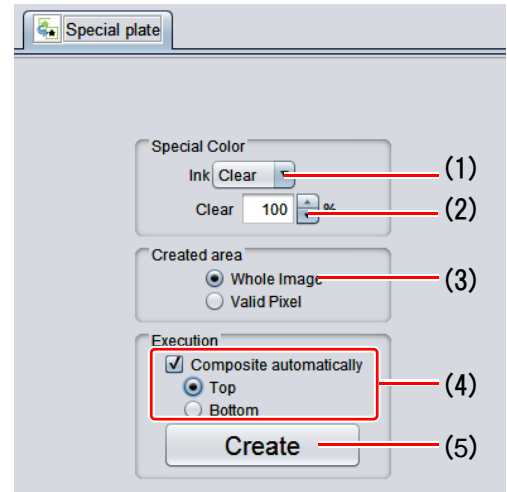 Special plate
Special Color
Ink Clear (1)
Clear 100 % (2)
Created area
Whole Image (3)
Valid Pixel
Execution
Composite automatically
Top (4)
Bottom
Create (5)